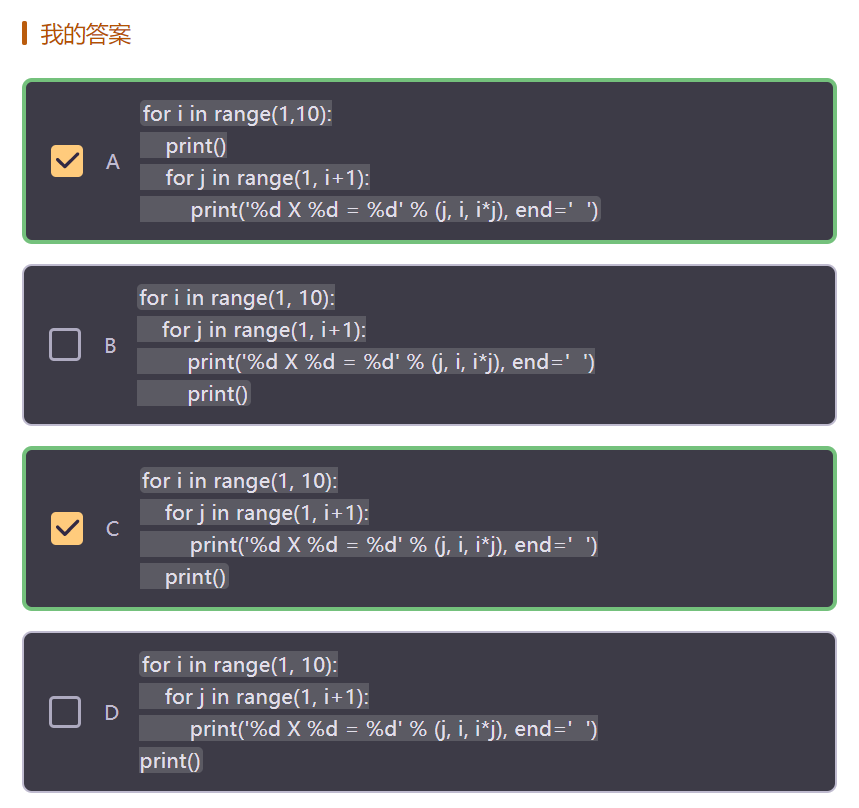 我的答案
A
for i in range(1,10):
    print()
    for j in range(1, i+1):
        print('%d X %d = %d' % (j, i, i*j), end='  ')
B
for i in range(1, 10):
    for j in range(1, i+1):
        print('%d X %d = %d' % (j, i, i*j), end='  ')
        print()
C
for i in range(1, 10):
    for j in range(1, i+1):
        print('%d X %d = %d' % (j, i, i*j), end='  ')
    print()
D
for i in range(1, 10):
    for j in range(1, i+1):
        print('%d X %d = %d' % (j, i, i*j), end='  ')
print()